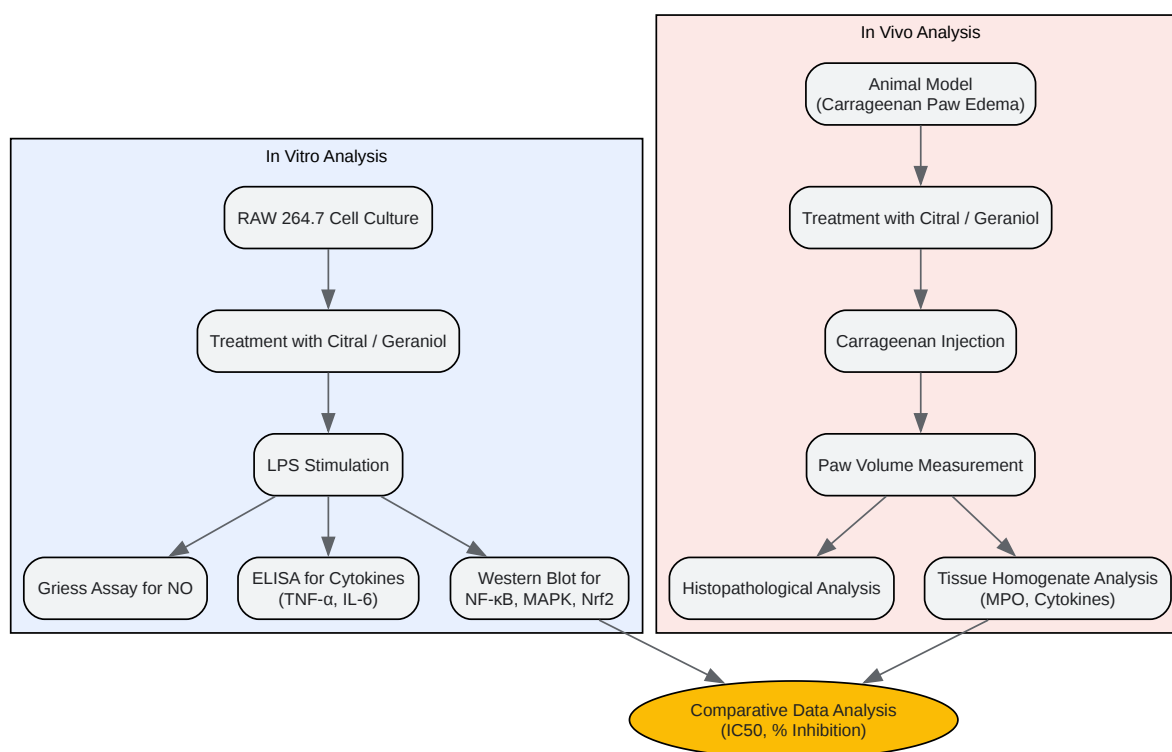 In Vitro Analysis
RAW 264.7 Cell Culture
Treatment with Citral / Geraniol
LPS Stimulation
Griess Assay for NO
ELISA for Cytokines
(TNF-α, IL-6)
Western Blot for
NF-κB, MAPK, Nrf2
In Vivo Analysis
Animal Model
(Carrageenan Paw Edema)
Treatment with Citral / Geraniol
Carrageenan Injection
Paw Volume Measurement
Histopathological Analysis
Tissue Homogenate Analysis
(MPO, Cytokines)
Comparative Data Analysis
(IC50, % Inhibition)